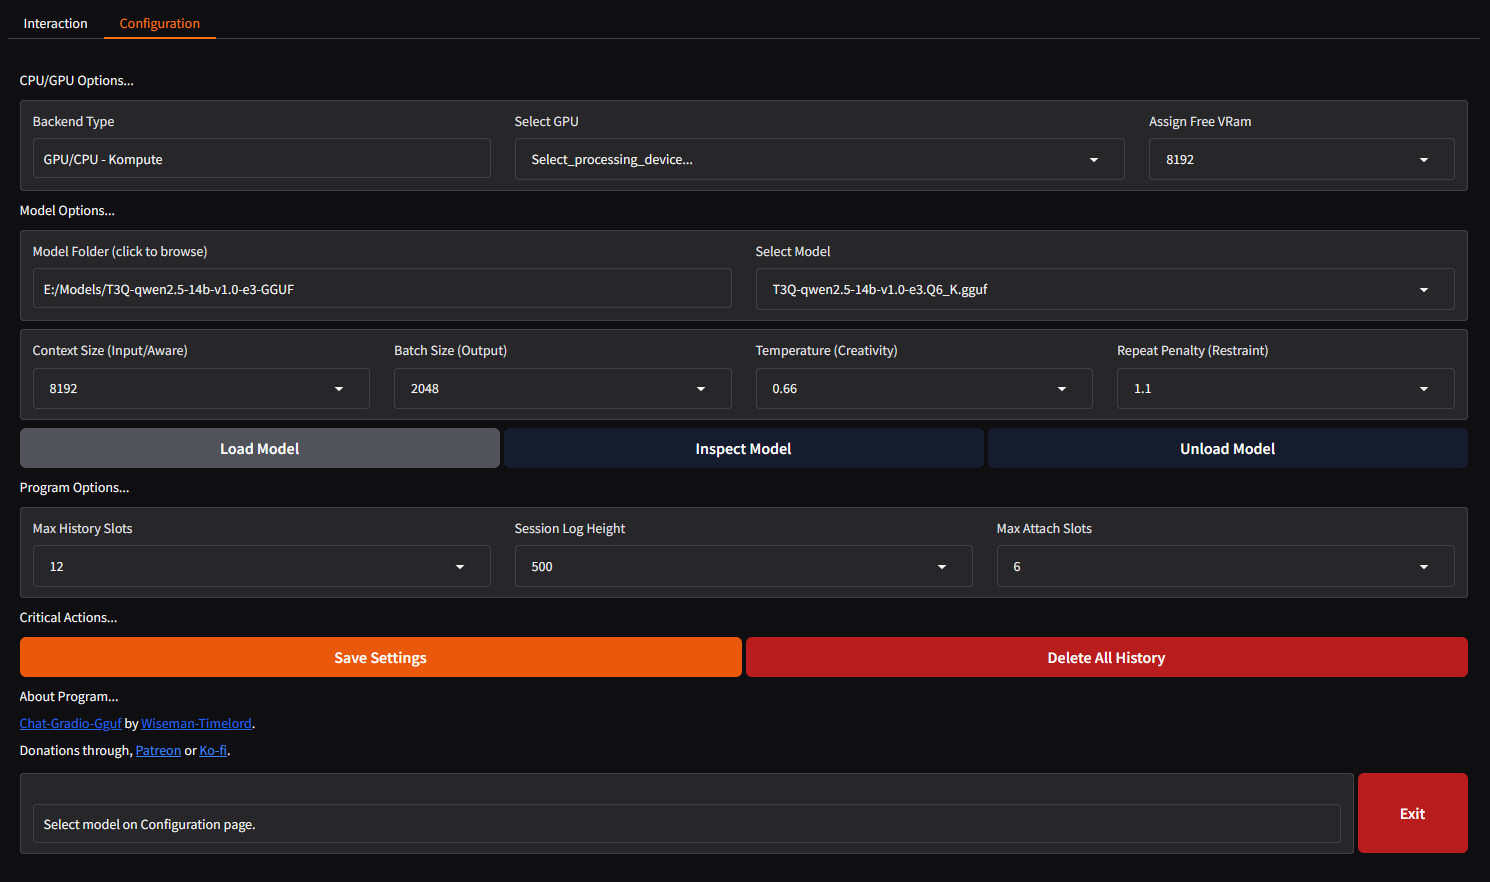 Interaction Configuration
CPU/GPU Options...
Backend Type Select GPU Assign Free VRam
GPU/CPU - Kompute Select_processing_device... 8192
Model Options...
Model Folder (click to browse) Select Model
E:/Models/T3Q-qwen2.5-14b-v1.0-e3-GGUF T3Q-qwen2.5-14b-v1.0-e3.Q6_K.gguf
Context Size (Input/Aware) Batch Size (Output) Temperature (Creativity) Repeat Penalty (Restraint)
8192 2048 0.66 1.1
Load Model Inspect Model Unload Model
Program Options...
Max History Slots Session Log Height Max Attach Slots
12 500 6
Critical Actions...
Save Settings Delete All History
About Program...
Chat-Gradio-Gguf by Wiseman-Timelord.
Donations through, Patreon or Ko-fi.
Select model on Configuration page.
Exit